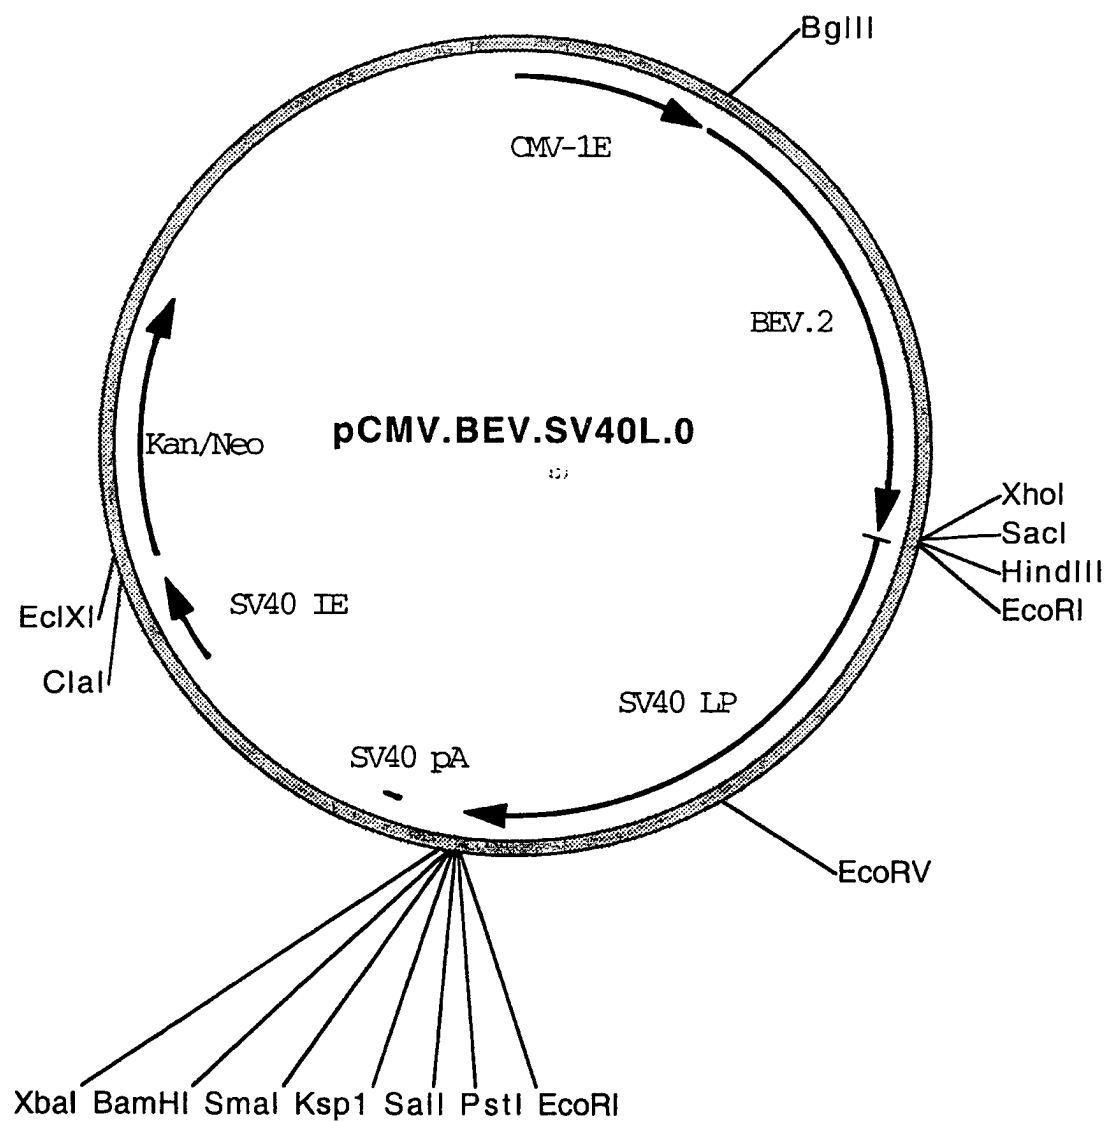 BglII
CMV-1E
BEV.2
Kan/Neo
pCMV.BEV.SV40L.0
XhoI
SacI
HindIII
EcoRI
SV40 IE
EclXI
ClaI
SV40 LP
SV40 pA
EcoRV
XbaI BamHI SmaI Ksp1 SalI PstI EcoRI